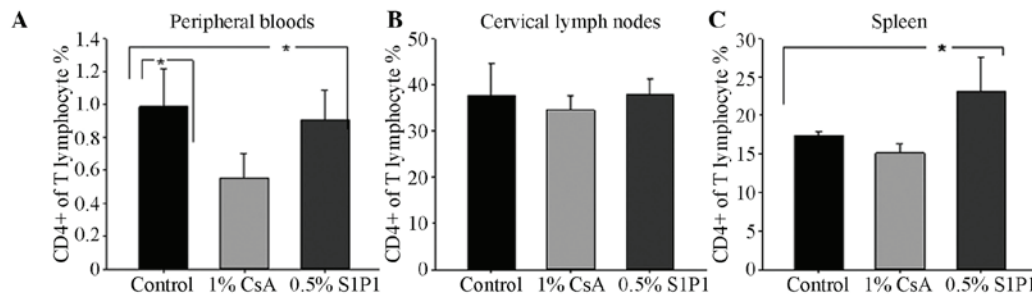 A Peripheral bloods
CD4+ of T lymphocyte %
1.4
1.2
1.0
0.8
0.6
0.4
0.2
0
* *
Control 1% CsA 0.5% S1P1
B Cervical lymph nodes
CD4+ of T lymphocyte %
50
40
30
20
10
0
Control 1% CsA 0.5% S1P1
C Spleen
CD4+ of T lymphocyte %
30
25
20
15
10
5
0
*
Control 1% CsA 0.5% S1P1